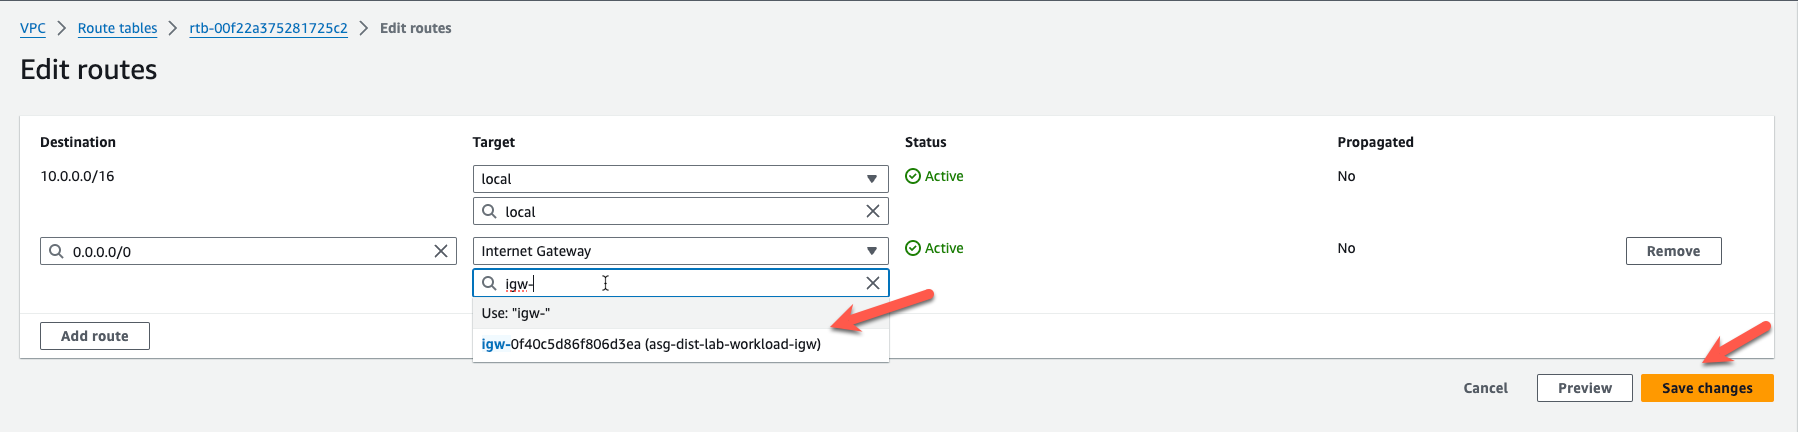 VPC > Route tables > rtb-00f22a375281725c2 > Edit routes
Edit routes
Destination Target Status Propagated
10.0.0.0/16 local Active No
local
0.0.0.0/0 Internet Gateway Active No Remove
igw-
Use: "igw-"
Add route
igw-0f40c5d86f806d3ea (asg-dist-lab-workload-igw)
Cancel Preview Save changes